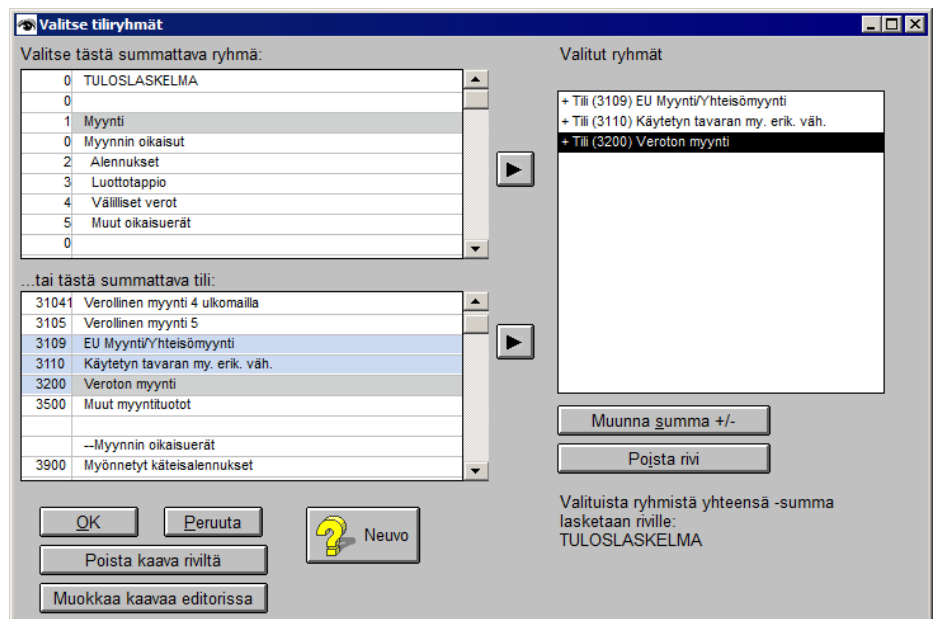 Valitse tiliryhmät
Valitse tästä summattava ryhmä:
0 TULOSLASKELMA
0
1 Myynti
0 Myynnin oikaisut
2 Alennukset
3 Luottotappio
4 Välilliset verot
5 Muut oikaisuerät
0
...tai tästä summattava tili:
31041 Verollinen myynti 4 ulkomailla
3105 Verollinen myynti 5
3109 EU Myynti/Yhteisömyynti
3110 Käytetyn tavaran my. erik. väh.
3200 Veroton myynti
3500 Muut myyntituotot
--Myynnin oikaisuerät
3900 Myönnetyt käteisalennukset
OK
Peruuta
Neuvo
Poista kaava riviltä
Muokkaa kaavaa editorissa
Valitut ryhmät
+ Tili (3109) EU Myynti/Yhteisömyynti
+ Tili (3110) Käytetyn tavaran my. erik. väh.
+ Tili (3200) Veroton myynti
Muunna summa +/-
Poista rivi
Valituista ryhmistä yhteensä -summa
lasketaan riville:
TULOSLASKELMA